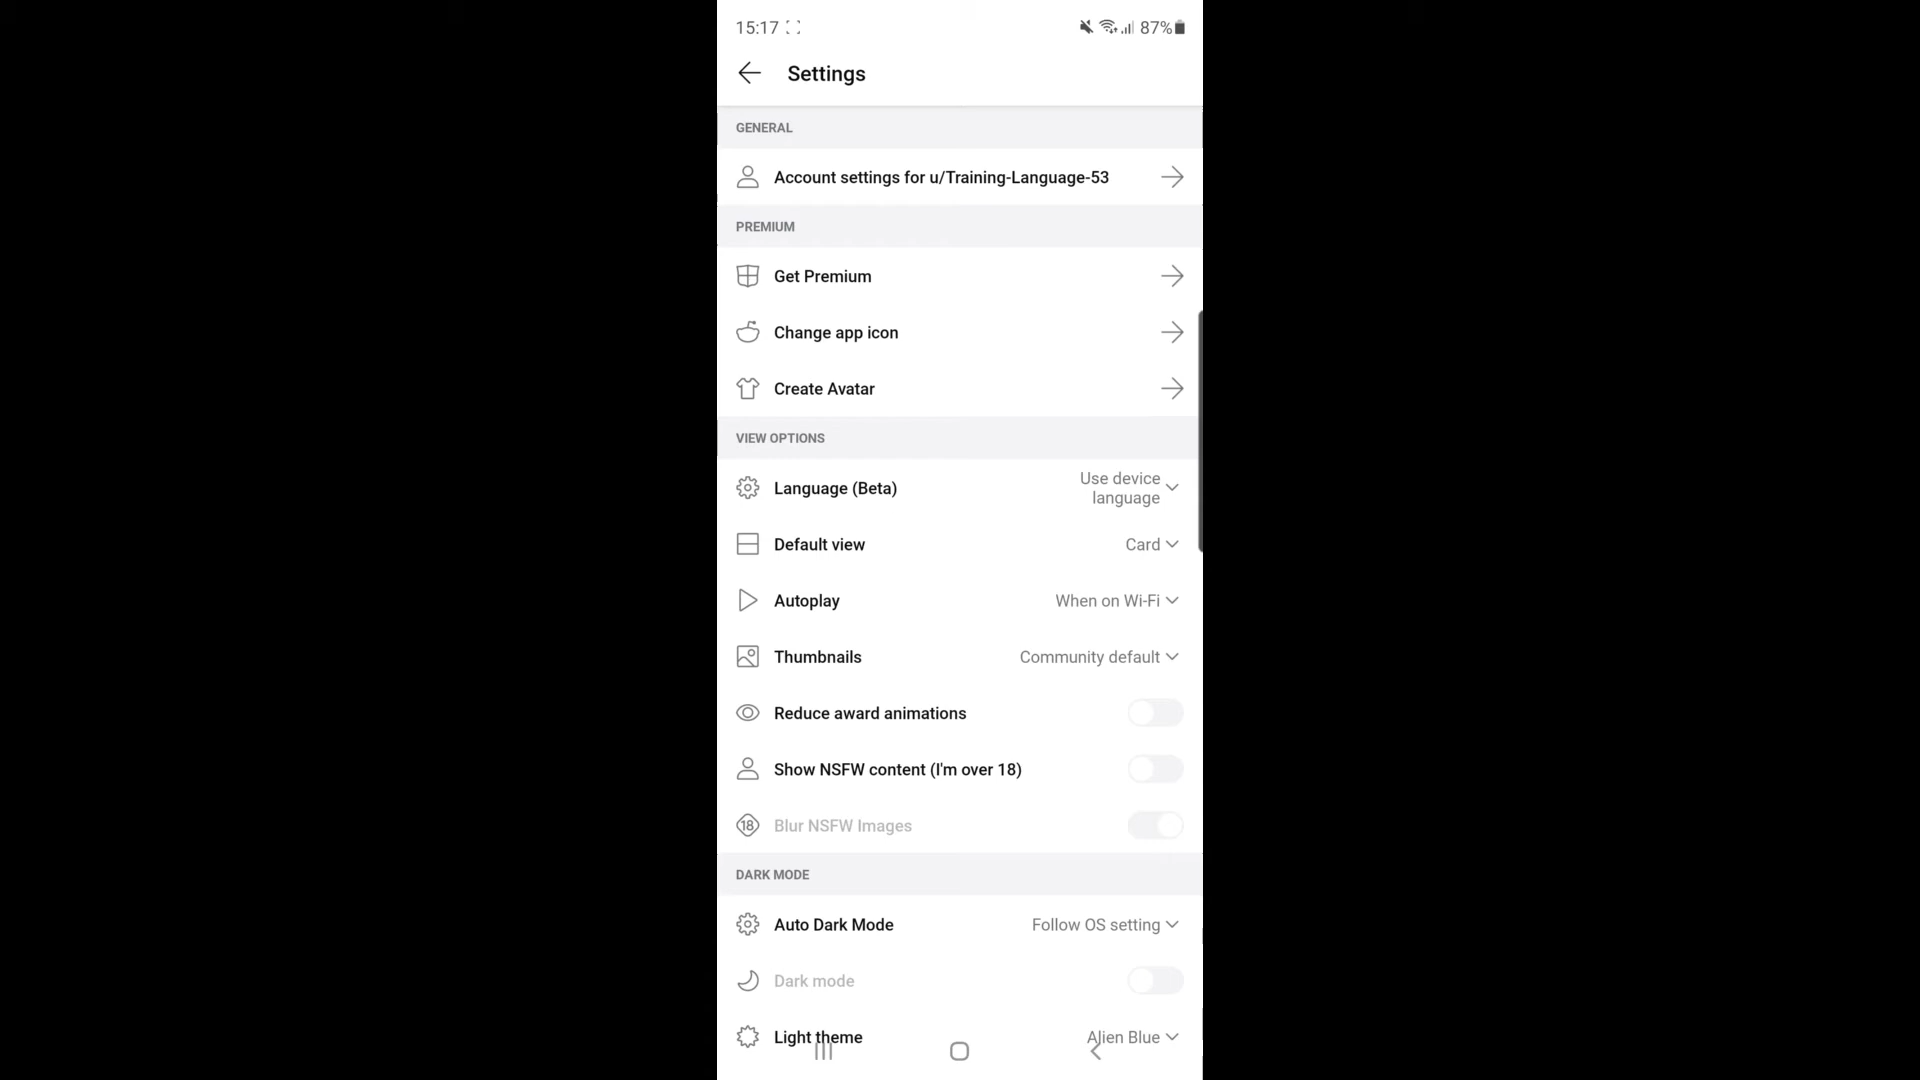 15:17 87%
Settings
GENERAL
Account settings for u/Training-Language-53
PREMIUM
Get Premium
Change app icon
Create Avatar
VIEW OPTIONS
Language (Beta) Use device
language
Default view Card
Autoplay When on Wi-Fi
Thumbnails Community default
Reduce award animations
Show NSFW content (I'm over 18)
18 Blur NSFW Images
DARK MODE
Auto Dark Mode Follow OS setting
Dark mode
Light theme Alien Blue